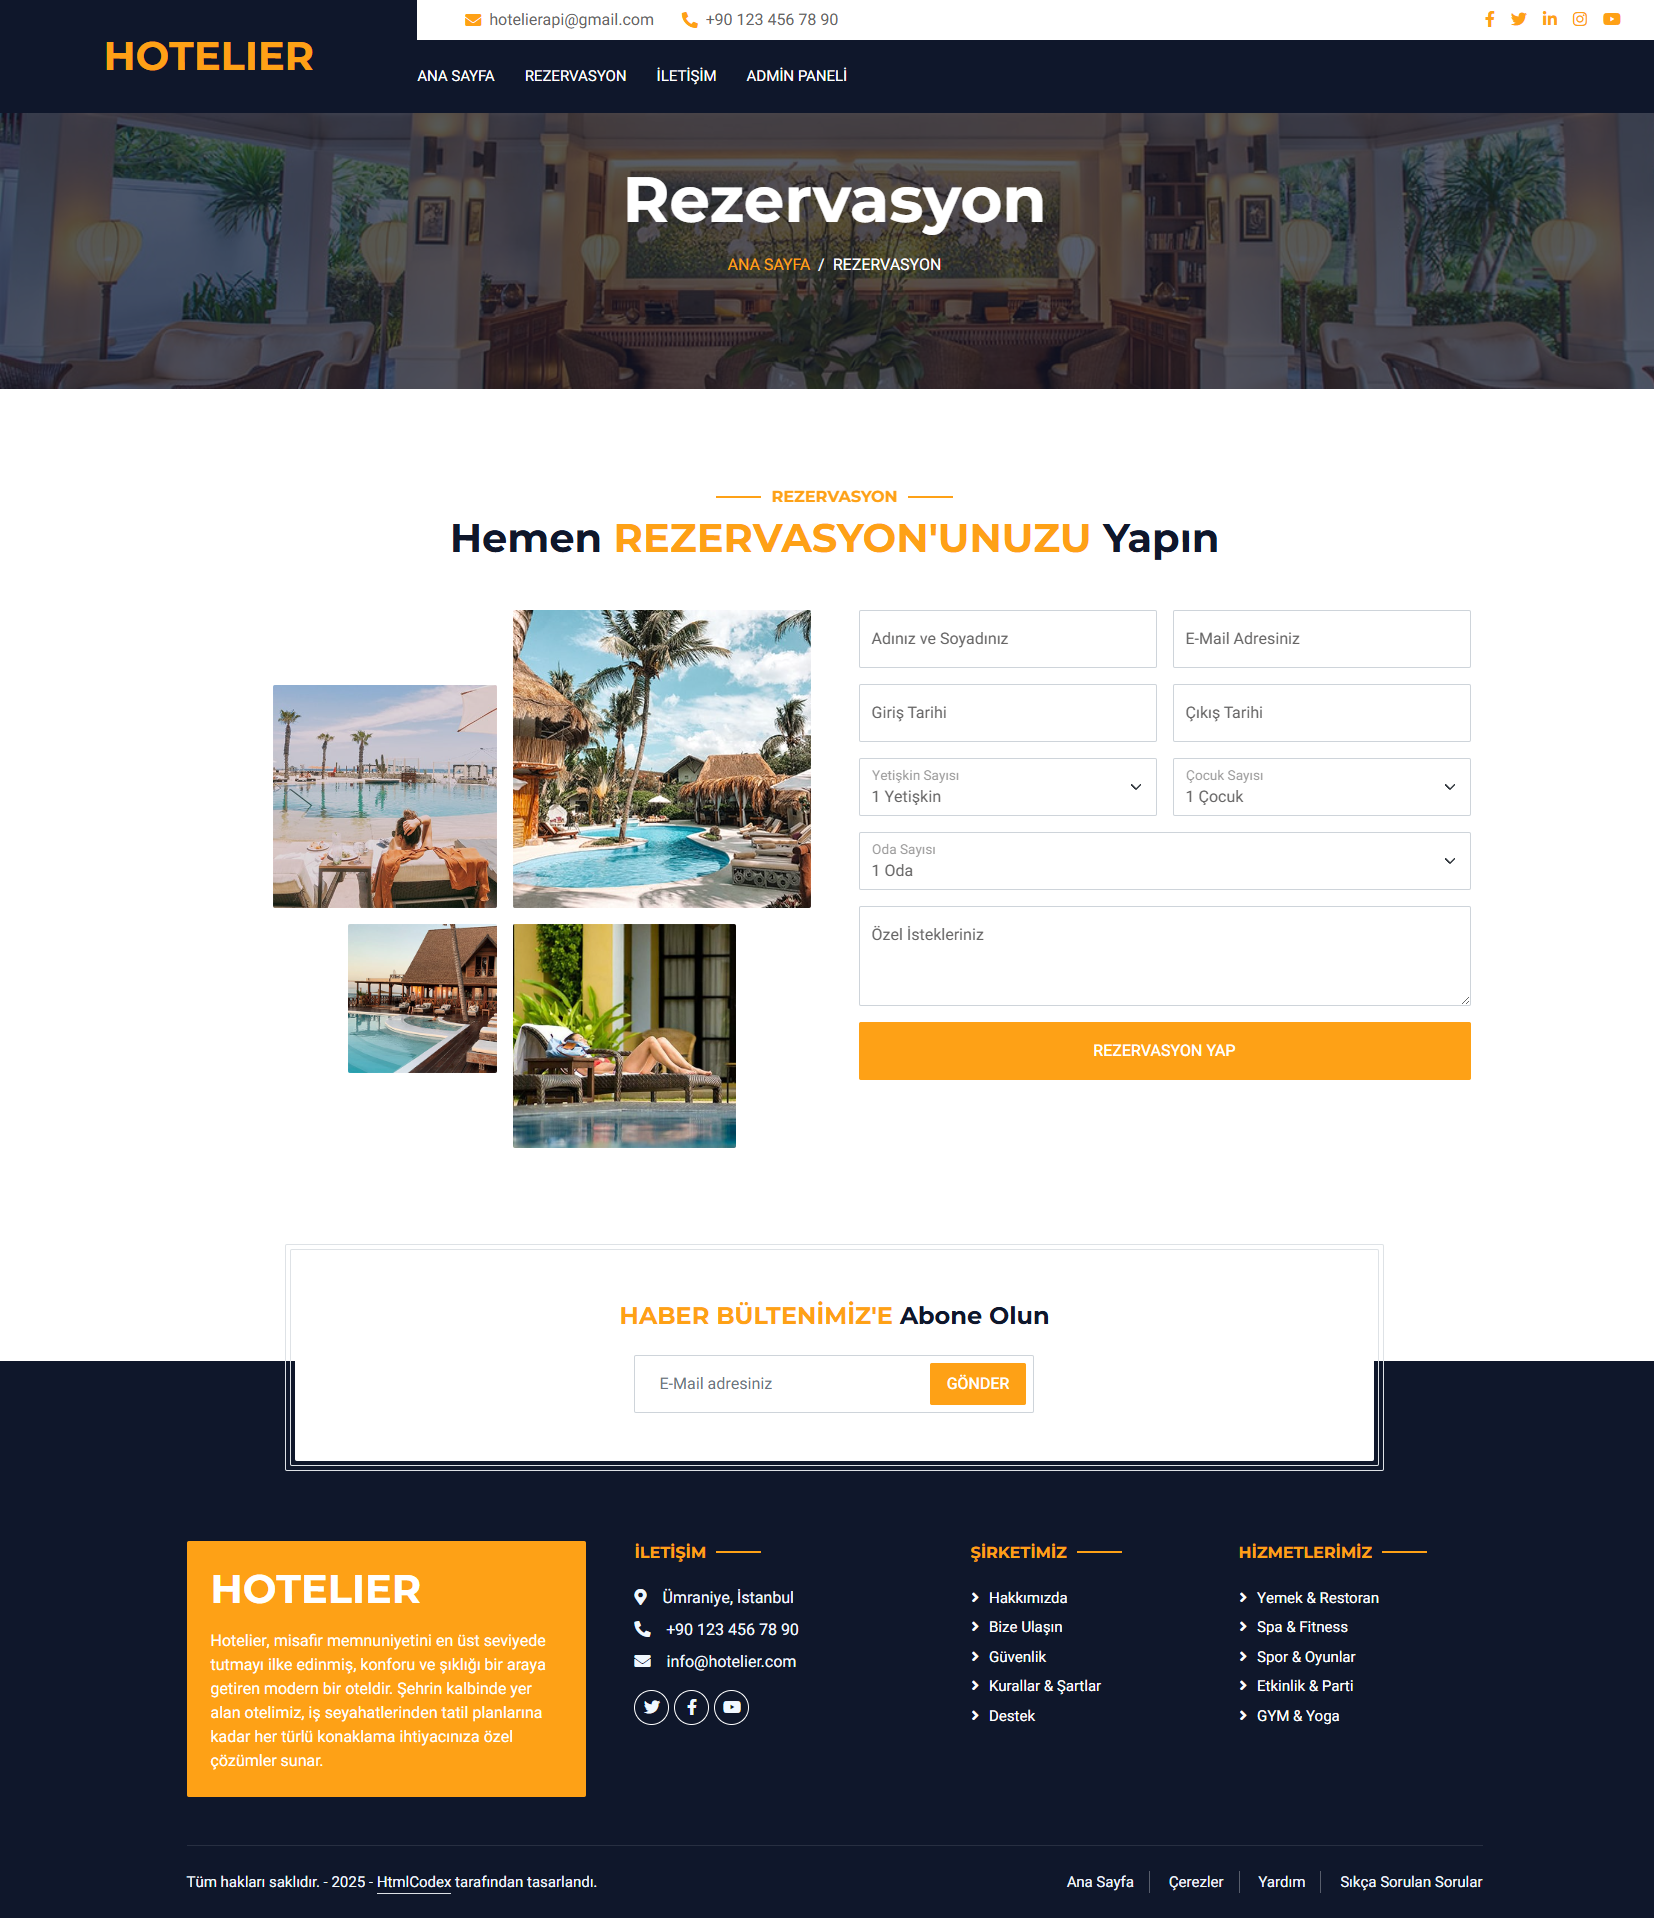 HOTELIER
hotelierapi@gmail.com +90 123 456 78 90
ANA SAYFA REZERVASYON İLETİŞİM ADMİN PANELİ
Rezervasyon
ANA SAYFA / REZERVASYON
REZERVASYON
Hemen REZERVASYON'UNUZU Yapın
Adınız ve Soyadınız E-Mail Adresiniz
Giriş Tarihi Çıkış Tarihi
Yetişkin Sayısı Çocuk Sayısı
1 Yetişkin 1 Çocuk
Oda Sayısı
1 Oda
Özel İstekleriniz
REZERVASYON YAP
HABER BÜLTENİMİZ'E Abone Olun
E-Mail adresiniz GÖNDER
HOTELIER
Hotelier, misafir memnuniyetini en üst seviyede
tutmayı ilke edinmiş, konforu ve şıklığı bir araya
getiren modern bir oteldir. Şehrin kalbinde yer
alan otelimiz, iş seyahatlerinden tatil planlarına
kadar her türlü konaklama ihtiyacınıza özel
çözümler sunar.
İLETİŞİM
Ümraniye, İstanbul
+90 123 456 78 90
info@hotelier.com
ŞİRKETİMİZ
Hakkımızda
Bize Ulaşın
Güvenlik
Kurallar & Şartlar
Destek
HİZMETLERİMİZ
Yemek & Restoran
Spa & Fitness
Spor & Oyunlar
Etkinlik & Parti
GYM & Yoga
Tüm hakları saklıdır. - 2025 - HtmlCodex tarafından tasarlandı.
Ana Sayfa Çerezler Yardım Sıkça Sorulan Sorular